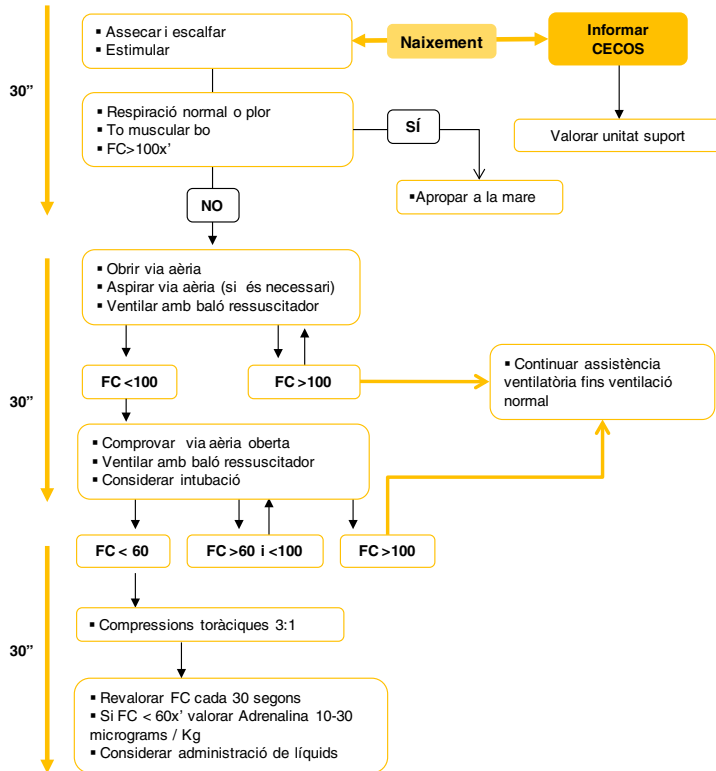 ▪ Assecar i escalfar
▪ Estimular
Naixement
Informar
CECOS
30”
▪ Respiració normal o plor
▪ To muscular bo
▪ FC>100x’
SÍ
Valorar unitat suport
▪Apropar a la mare
NO
▪ Obrir via aèria
▪ Aspirar via aèria (si és necessari)
▪ Ventilar amb baló ressuscitador
FC <100
FC >100
▪ Continuar assistència
ventilatòria fins ventilació
normal
30”
▪ Comprovar via aèria oberta
▪ Ventilar amb baló ressuscitador
▪ Considerar intubació
FC < 60
FC >60 i <100
FC >100
▪ Compressions toràciques 3:1
30”
▪ Revalorar FC cada 30 segons
▪ Si FC < 60x’ valorar Adrenalina 10-30
micrograms / Kg
▪ Considerar administració de líquids